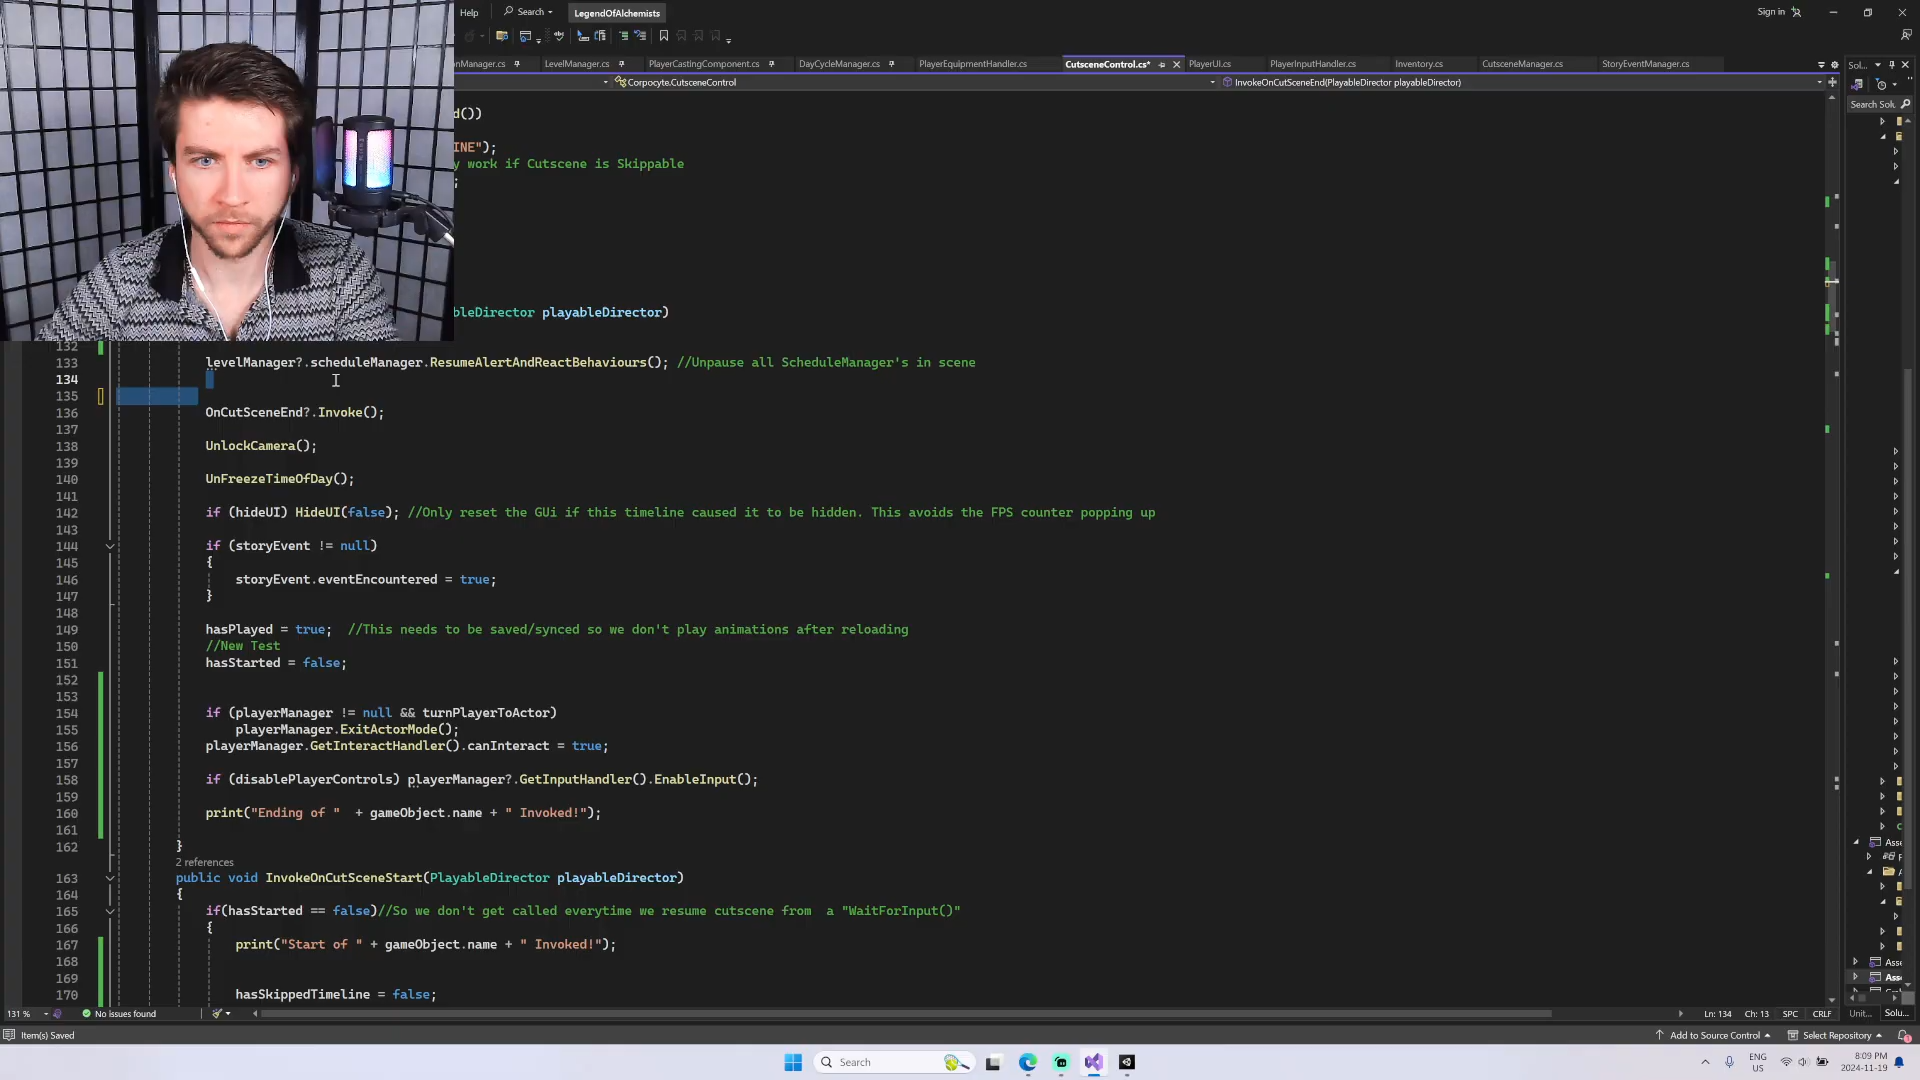 Help Search LegendOfAlchemists Sign in
onManager.cs LevelManager.cs PlayerCastingComponent.cs DayCycleManager.cs PlayerEquipmentHandler.cs CutsceneControl.cs* PlayerUI.cs PlayerInputHandler.cs Inventory.cs CutsceneManager.cs StoryEventManager.cs Sol...
Corpocyte.CutsceneControl InvokeOnCutSceneEnd(PlayableDirector playableDirector)
Search Solu
d())
INE");
y work if Cutscene is Skippable
;
bleDirector playableDirector)
132
133 levelManager?.scheduleManager.ResumeAlertAndReactBehaviours(); //Unpause all ScheduleManager's in scene
134
135
136 OnCutSceneEnd?.Invoke();
137
138 UnlockCamera();
139
140 UnFreezeTimeOfDay();
141
142 if (hideUI) HideUI(false); //Only reset the GUi if this timeline caused it to be hidden. This avoids the FPS counter popping up
143
144 if (storyEvent != null)
145 {
146 storyEvent.eventEncountered = true;
147 }
148
149 hasPlayed = true; //This needs to be saved/synced so we don't play animations after reloading
150 //New Test
151 hasStarted = false;
152
153
154 if (playerManager != null && turnPlayerToActor)
155 playerManager.ExitActorMode();
156 playerManager.GetInteractHandler().canInteract = true;
157
158 if (disablePlayerControls) playerManager?.GetInputHandler().EnableInput();
159
160 print("Ending of " + gameObject.name + " Invoked!");
161
162 }
2 references
163 public void InvokeOnCutSceneStart(PlayableDirector playableDirector)
164 {
165 if(hasStarted == false)//So we don't get called everytime we resume cutscene from a "WaitForInput()"
166 {
167 print("Start of " + gameObject.name + " Invoked!");
168
169
170 hasSkippedTimeline = false;
131 % No issues found Ln: 134 Ch: 13 SPC CRLF Unit... Solu...
Item(s) Saved Add to Source Control Select Repository
Search ENG US 8:09 PM 2024-11-19